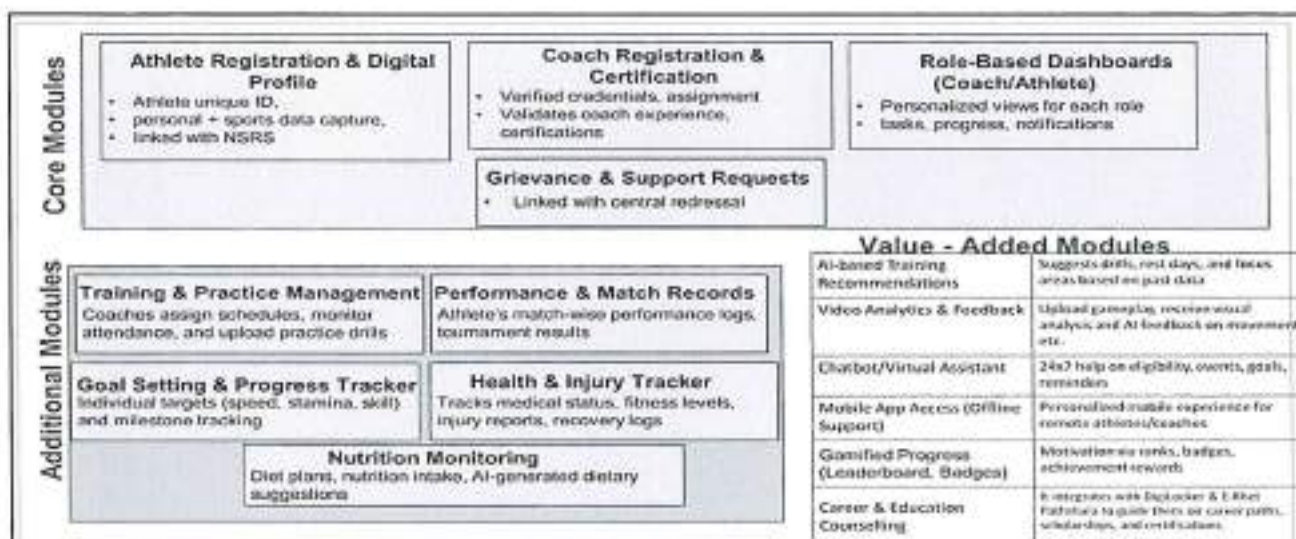 Core Modules
Athlete Registration & Digital
Profile
• Athlete unique ID,
• personal + sports data capture,
• linked with NSRS
Coach Registration &
Certification
• Verified credentials, assignment
• Validates coach experience,
certifications
Role-Based Dashboards
(Coach/Athlete)
• Personalized views for each role
• tasks, progress, notifications
Grievance & Support Requests
• Linked with central redressal
Additional Modules
Training & Practice Management
Coaches assign schedules, monitor
attendance, and upload practice drills
Performance & Match Records
Athlete's match-wise performance logs,
tournament results
Goal Setting & Progress Tracker
Individual targets (speed, stamina, skill)
and milestone tracking
Health & Injury Tracker
Tracks medical status, fitness levels,
injury reports, recovery logs
Nutrition Monitoring
Diet plans, nutrition intake, AI-generated dietary
suggestions
Value - Added Modules
AI-based Training
Recommendations
Suggests drills, rest days, and focus
areas based on past data
Video Analytics & Feedback
Upload gameplay, receive visual
analysis and AI feedback on movement
etc.
Chatbot/Virtual Assistant
24x7 help on eligibility, events, goals,
reminders
Mobile App Access (Offline
Support)
Personalized mobile experience for
remote athletes/coaches
Gamified Progress
(Leaderboard, Badges)
Motivation via ranks, badges,
achievement rewards
Career & Education
Counselling
It integrates with DigiLocker & E-Khel
Pathshala to guide them on career paths,
scholarships, and certifications